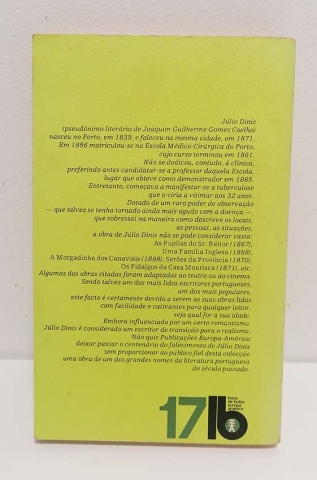 Júlio Dinis
(pseudónimo literário de Joaquim Guilherme Gomes Coelho)
nasceu no Porto, em 1839, e faleceu na mesma cidade, em 1871.
Em 1856 matriculou-se na Escola Médico-Cirúrgica do Porto,
cujo curso terminou em 1861.
Não se dedicou, contudo, à clínica,
preferindo antes candidatar-se a professor daquela Escola,
lugar que obteve como demonstrador em 1865.
Entretanto, começava a manifestar-se a tuberculose
que o viria a vitimar aos 32 anos.
Dotado de um raro poder de observação
— que talvez se tenha tornado ainda mais agudo com a doença —,
que sobressai na maneira como descreve os locais,
as pessoas, as situações,
a obra de Júlio Dinis não se pode considerar vasta:
As Pupilas do Sr. Reitor (1867),
Uma Família Inglesa (1868),
A Morgadinha dos Canaviais (1868), Serões da Província (1870),
Os Fidalgos da Casa Mourisca (1871), etc.
Algumas das obras citadas foram adaptadas ao teatro ou ao cinema.
Sendo talvez um dos mais lidos escritores portugueses,
um dos mais populares,
este facto é certamente devido a serem as suas obras lidas
com facilidade e cativantes para qualquer leitor,
seja qual for a sua idade.
Embora influenciado por um certo romantismo,
Júlio Dinis é considerado um escritor de transição para o realismo.
Não quis Publicações Europa-América
deixar passar o centenário do falecimento de Júlio Dinis
sem proporcionar ao público fiel desta colecção
uma obra de um dos grandes nomes da literatura portuguesa
do século passado.
17 lb
livros
de bolso
europa
américa